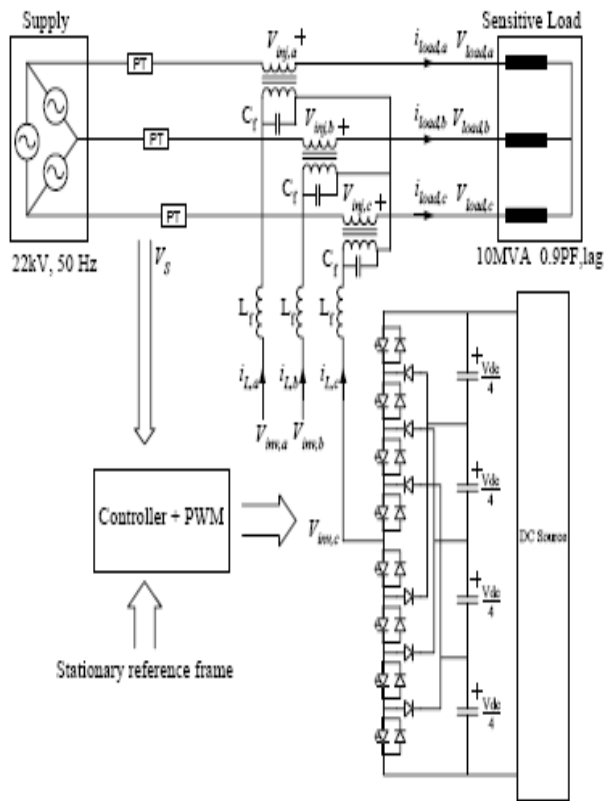 Supply
Sensitive Load
PT
PT
PT
V_inj,a +
V_inj,b +
V_inj,c +
i_load,a V_load,a
i_load,b V_load,b
i_load,c V_load,c
C_f
C_f
C_f
22kV, 50 Hz
V_S
10MVA 0.9PF,lag
L_f
L_f
L_f
i_L,a
i_L,b
i_L,c
V_inv,a
V_inv,b
V_inv,c
Controller + PWM
Stationary reference frame
+ Vdc/4
+ Vdc/4
+ Vdc/4
+ Vdc/4
DC Source